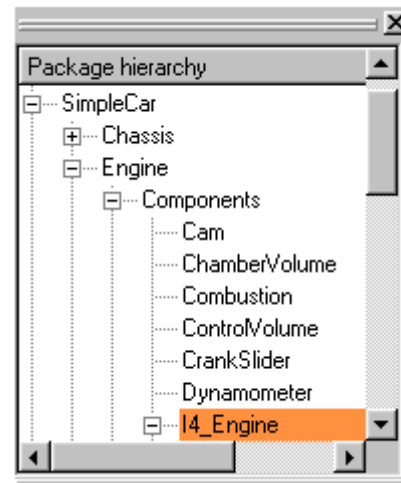 Package hierarchy
SimpleCar
Chassis
Engine
Components
Cam
ChamberVolume
Combustion
ControlVolume
CrankSlider
Dynamometer
I4_Engine